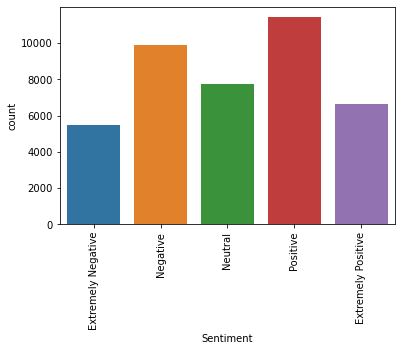 10000
8000
6000
4000
2000
0
count
Extremely Negative
Negative
Neutral
Positive
Extremely Positive
Sentiment